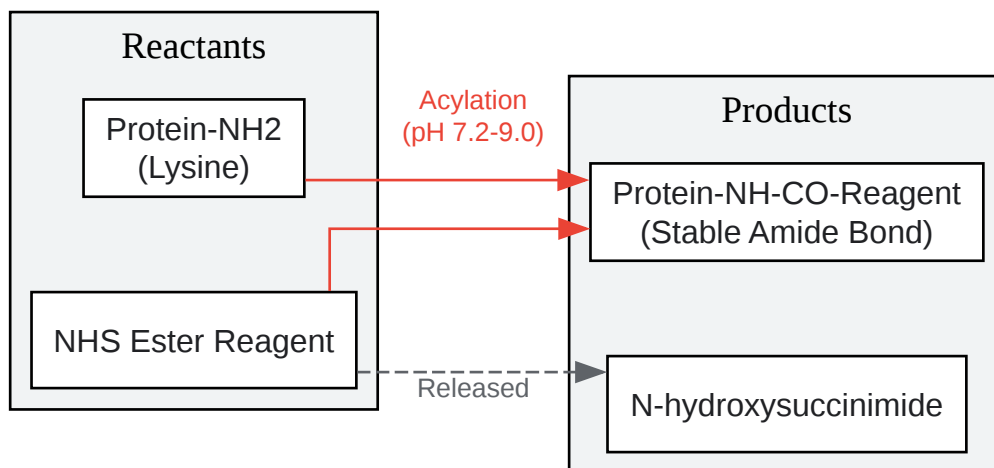 Reactants
Protein-NH2
(Lysine)
NHS Ester Reagent
Acylation
(pH 7.2-9.0)
Released
Products
Protein-NH-CO-Reagent
(Stable Amide Bond)
N-hydroxysuccinimide